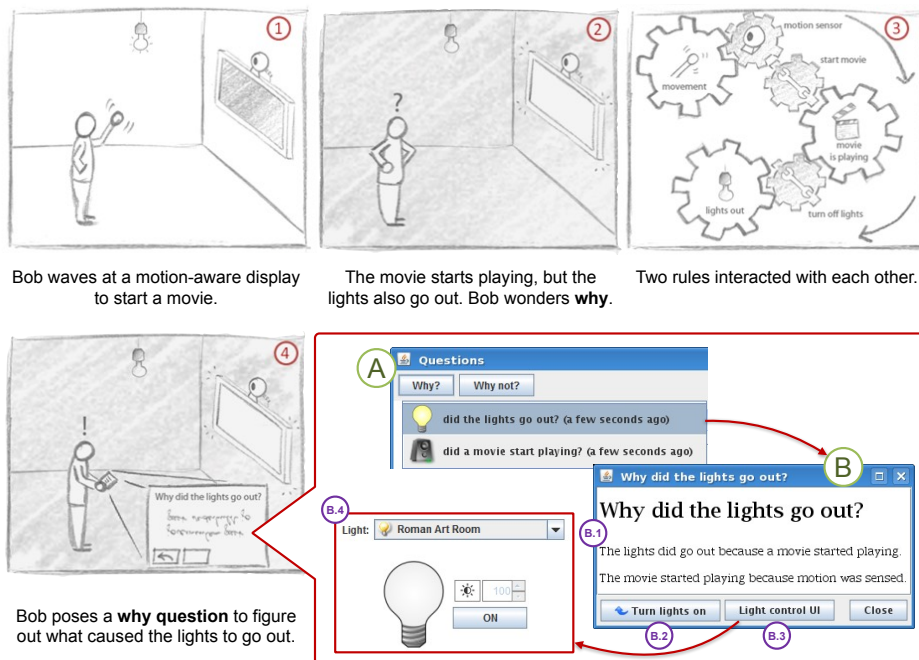 1
2
3
motion sensor
start movie
movement
movie
is playing
lights out
turn off lights
Bob waves at a motion-aware display
to start a movie.
The movie starts playing, but the
lights also go out. Bob wonders why.
Two rules interacted with each other.
?
4
!
Why did the lights go out?
Bob poses a why question to figure
out what caused the lights to go out.
A
Questions
Why? Why not?
did the lights go out? (a few seconds ago)
did a movie start playing? (a few seconds ago)
B
Why did the lights go out?
Why did the lights go out?
B.1
The lights did go out because a movie started playing.
The movie started playing because motion was sensed.
Turn lights on Light control UI Close
B.2 B.3
B.4
Light: Roman Art Room
100
ON